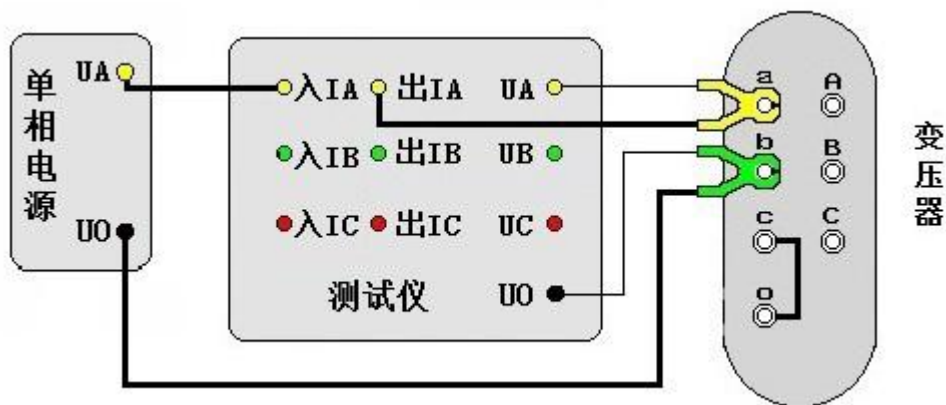 单相电源
UA
UO
入IA 出IA UA
入IB 出IB UB
入IC 出IC UC
测试仪 UO
a A
b B
c C
o
变压器